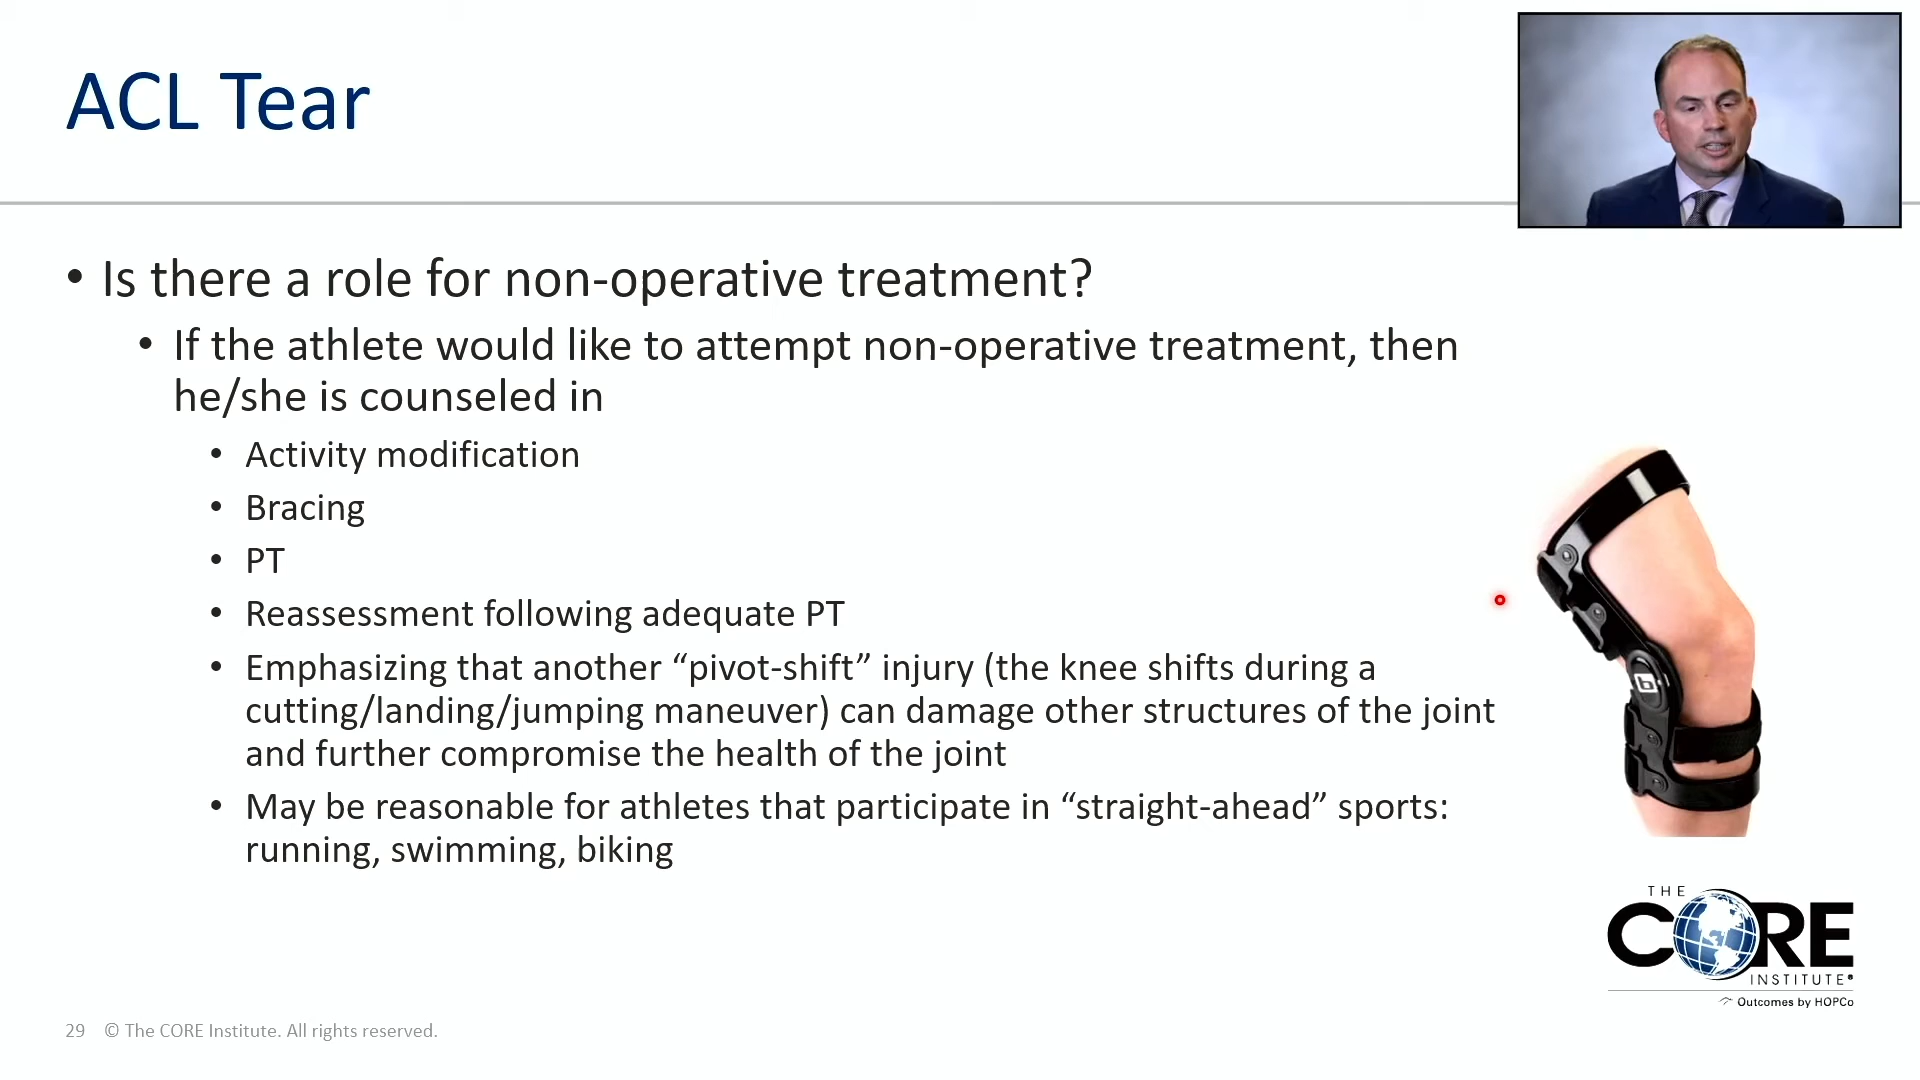 ACL Tear
• Is there a role for non-operative treatment?
• If the athlete would like to attempt non-operative treatment, then
he/she is counseled in
• Activity modification
• Bracing
• PT
• Reassessment following adequate PT
• Emphasizing that another “pivot-shift” injury (the knee shifts during a
cutting/landing/jumping maneuver) can damage other structures of the joint
and further compromise the health of the joint
• May be reasonable for athletes that participate in “straight-ahead” sports:
running, swimming, biking
b
THE
CORE
INSTITUTE®
Outcomes by HOPCo
29 © The CORE Institute. All rights reserved.